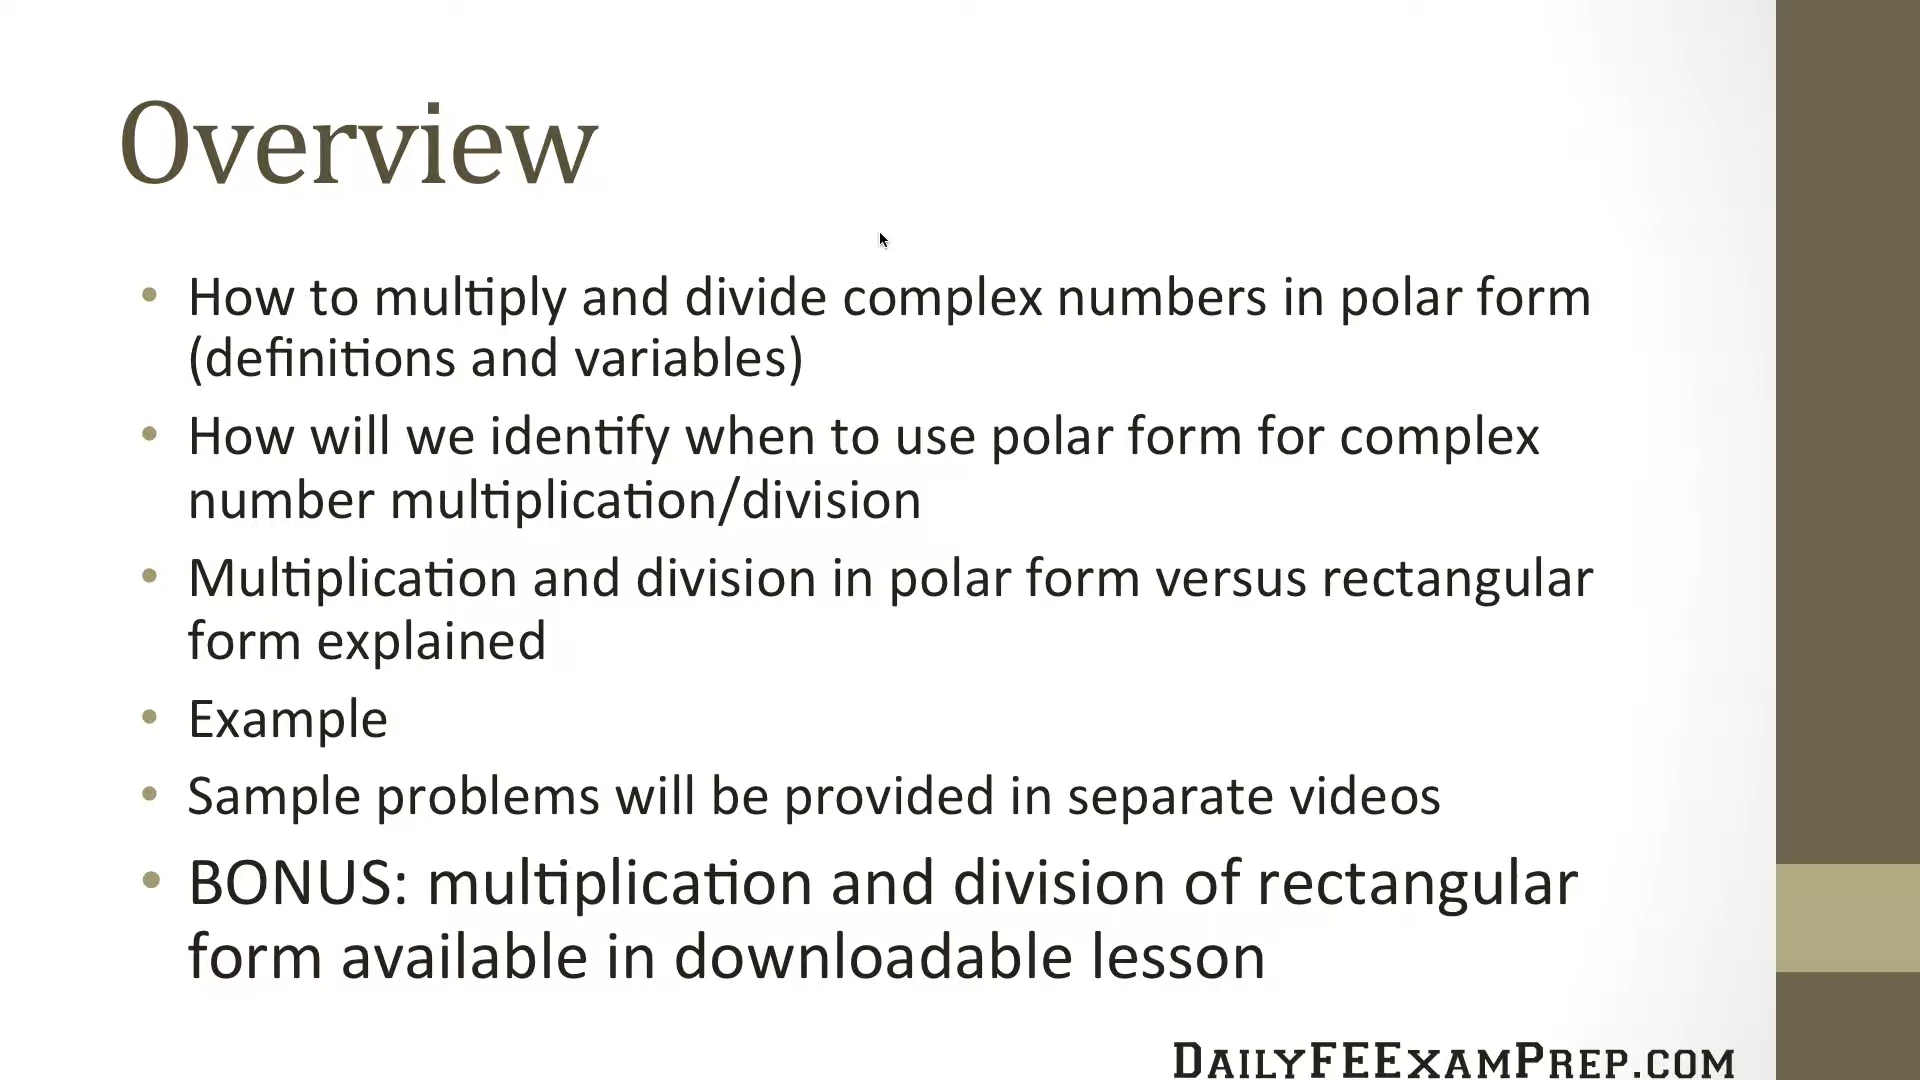 Overview
• How to multiply and divide complex numbers in polar form
(definitions and variables)
• How will we identify when to use polar form for complex
number multiplication/division
• Multiplication and division in polar form versus rectangular
form explained
• Example
• Sample problems will be provided in separate videos
• BONUS: multiplication and division of rectangular
form available in downloadable lesson
DailyFEExamPrep.com